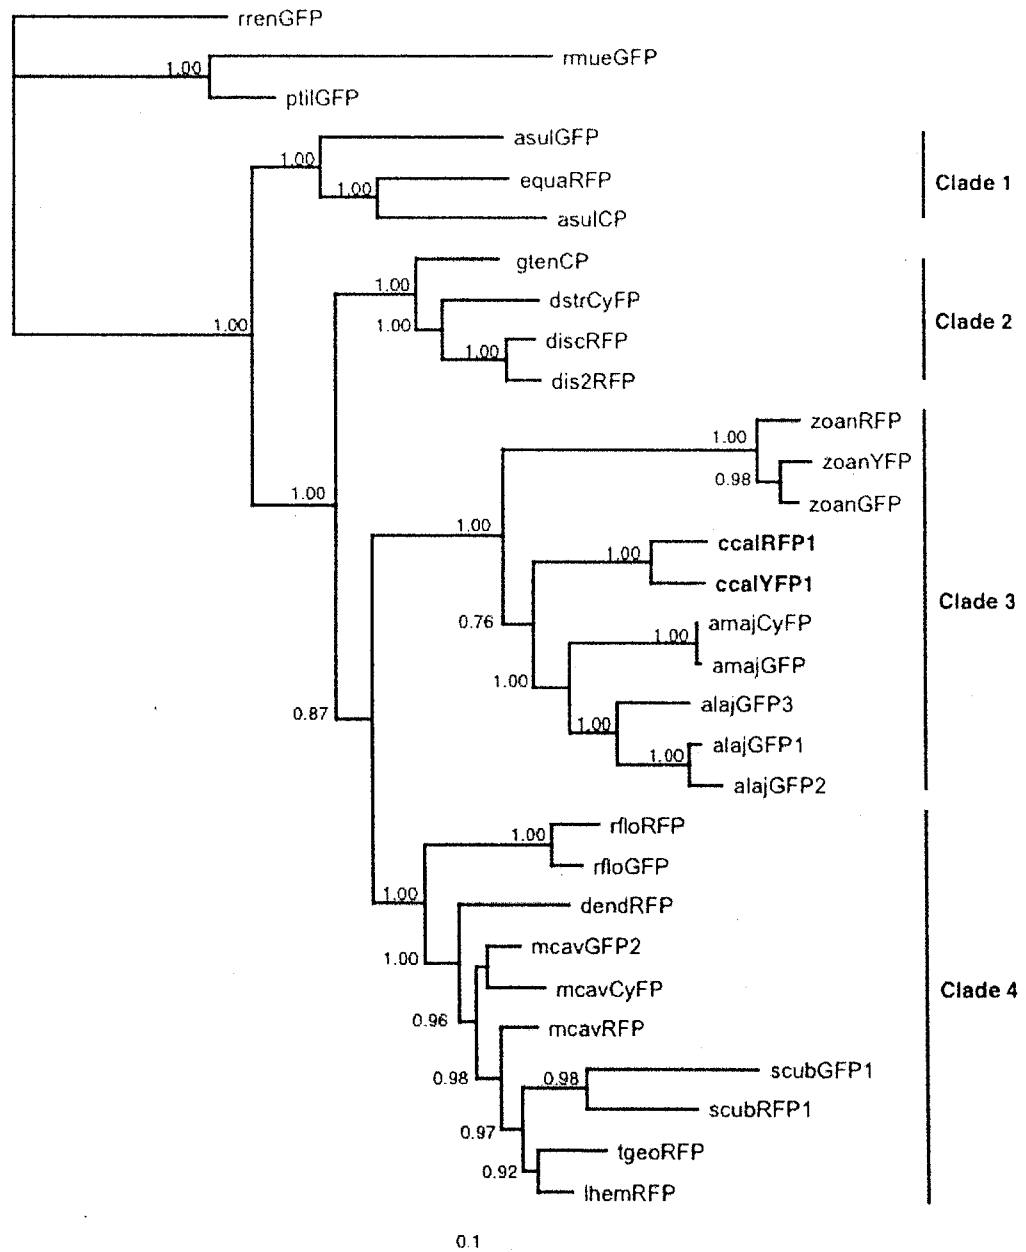 rrenGFP
rmueGFP
1.00
ptilGFP
asulGFP
1.00
equaRFP
1.00
Clade 1
asulCP
gtenCP
1.00
dstrCyFP
1.00
1.00
Clade 2
discRFP
1.00
dis2RFP
zoanRFP
1.00
zoanYFP
0.98
1.00
zoanGFP
1.00
ccalRFP1
1.00
ccalYFP1
Clade 3
0.76
amajCyFP
1.00
amajGFP
1.00
alajGFP3
0.87
1.00
alajGFP1
1.00
alajGFP2
rfloRFP
1.00
rfloGFP
1.00
dendRFP
mcavGFP2
1.00
mcavCyFP
Clade 4
0.96
mcavRFP
scubGFP1
0.98
0.98
scubRFP1
0.97
tgeoRFP
0.92
lhemRFP
0.1